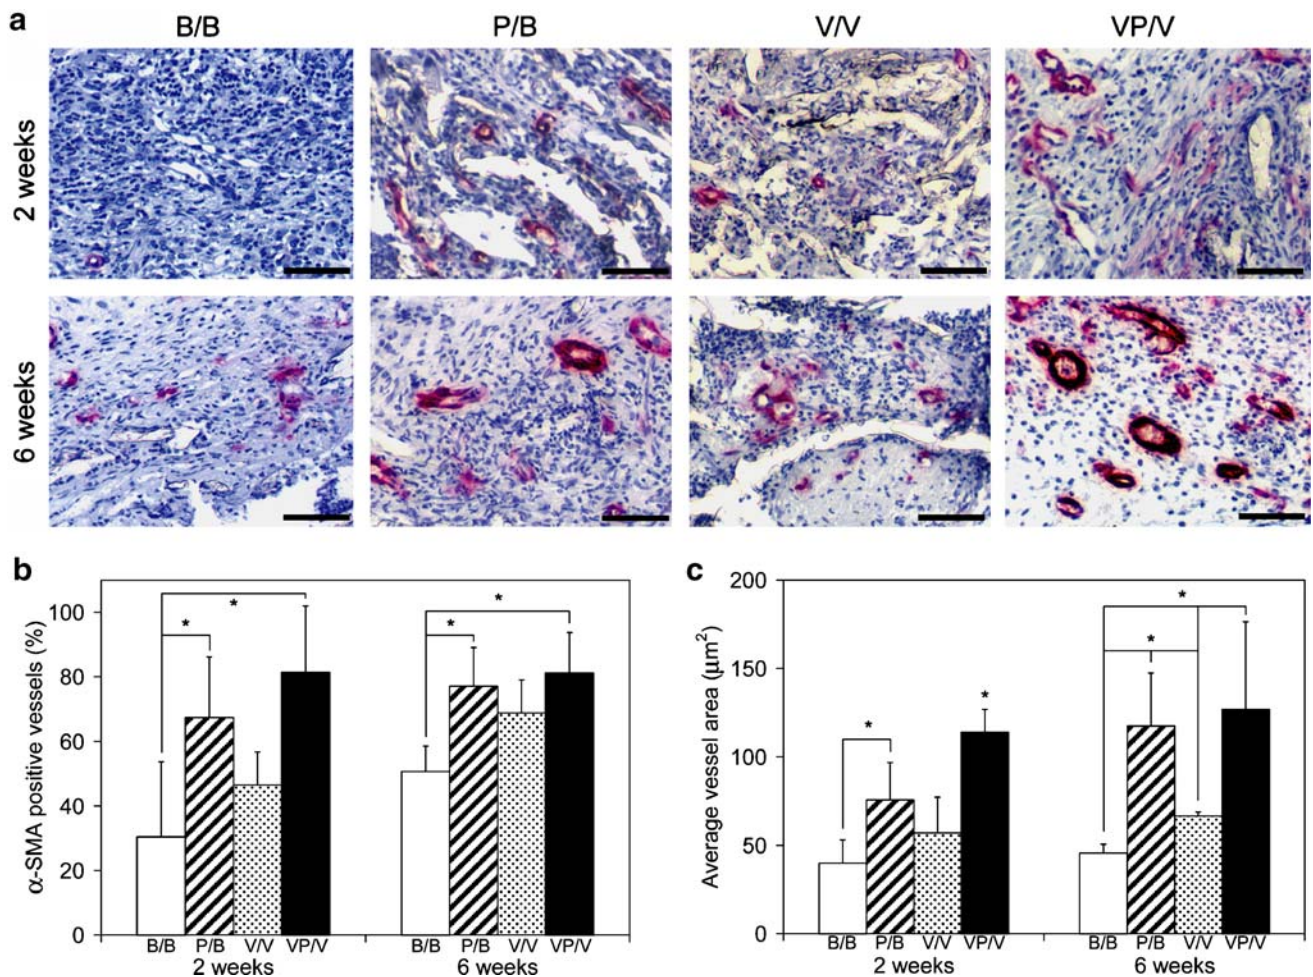 a
B/B P/B V/V VP/V
2 weeks
6 weeks
b
α-SMA positive vessels (%)
100
80
60
40
20
0
* * * *
B/B P/B V/V VP/V B/B P/B V/V VP/V
2 weeks 6 weeks
c
Average vessel area (µm²)
200
150
100
50
0
* * * *
B/B P/B V/V VP/V B/B P/B V/V VP/V
2 weeks 6 weeks